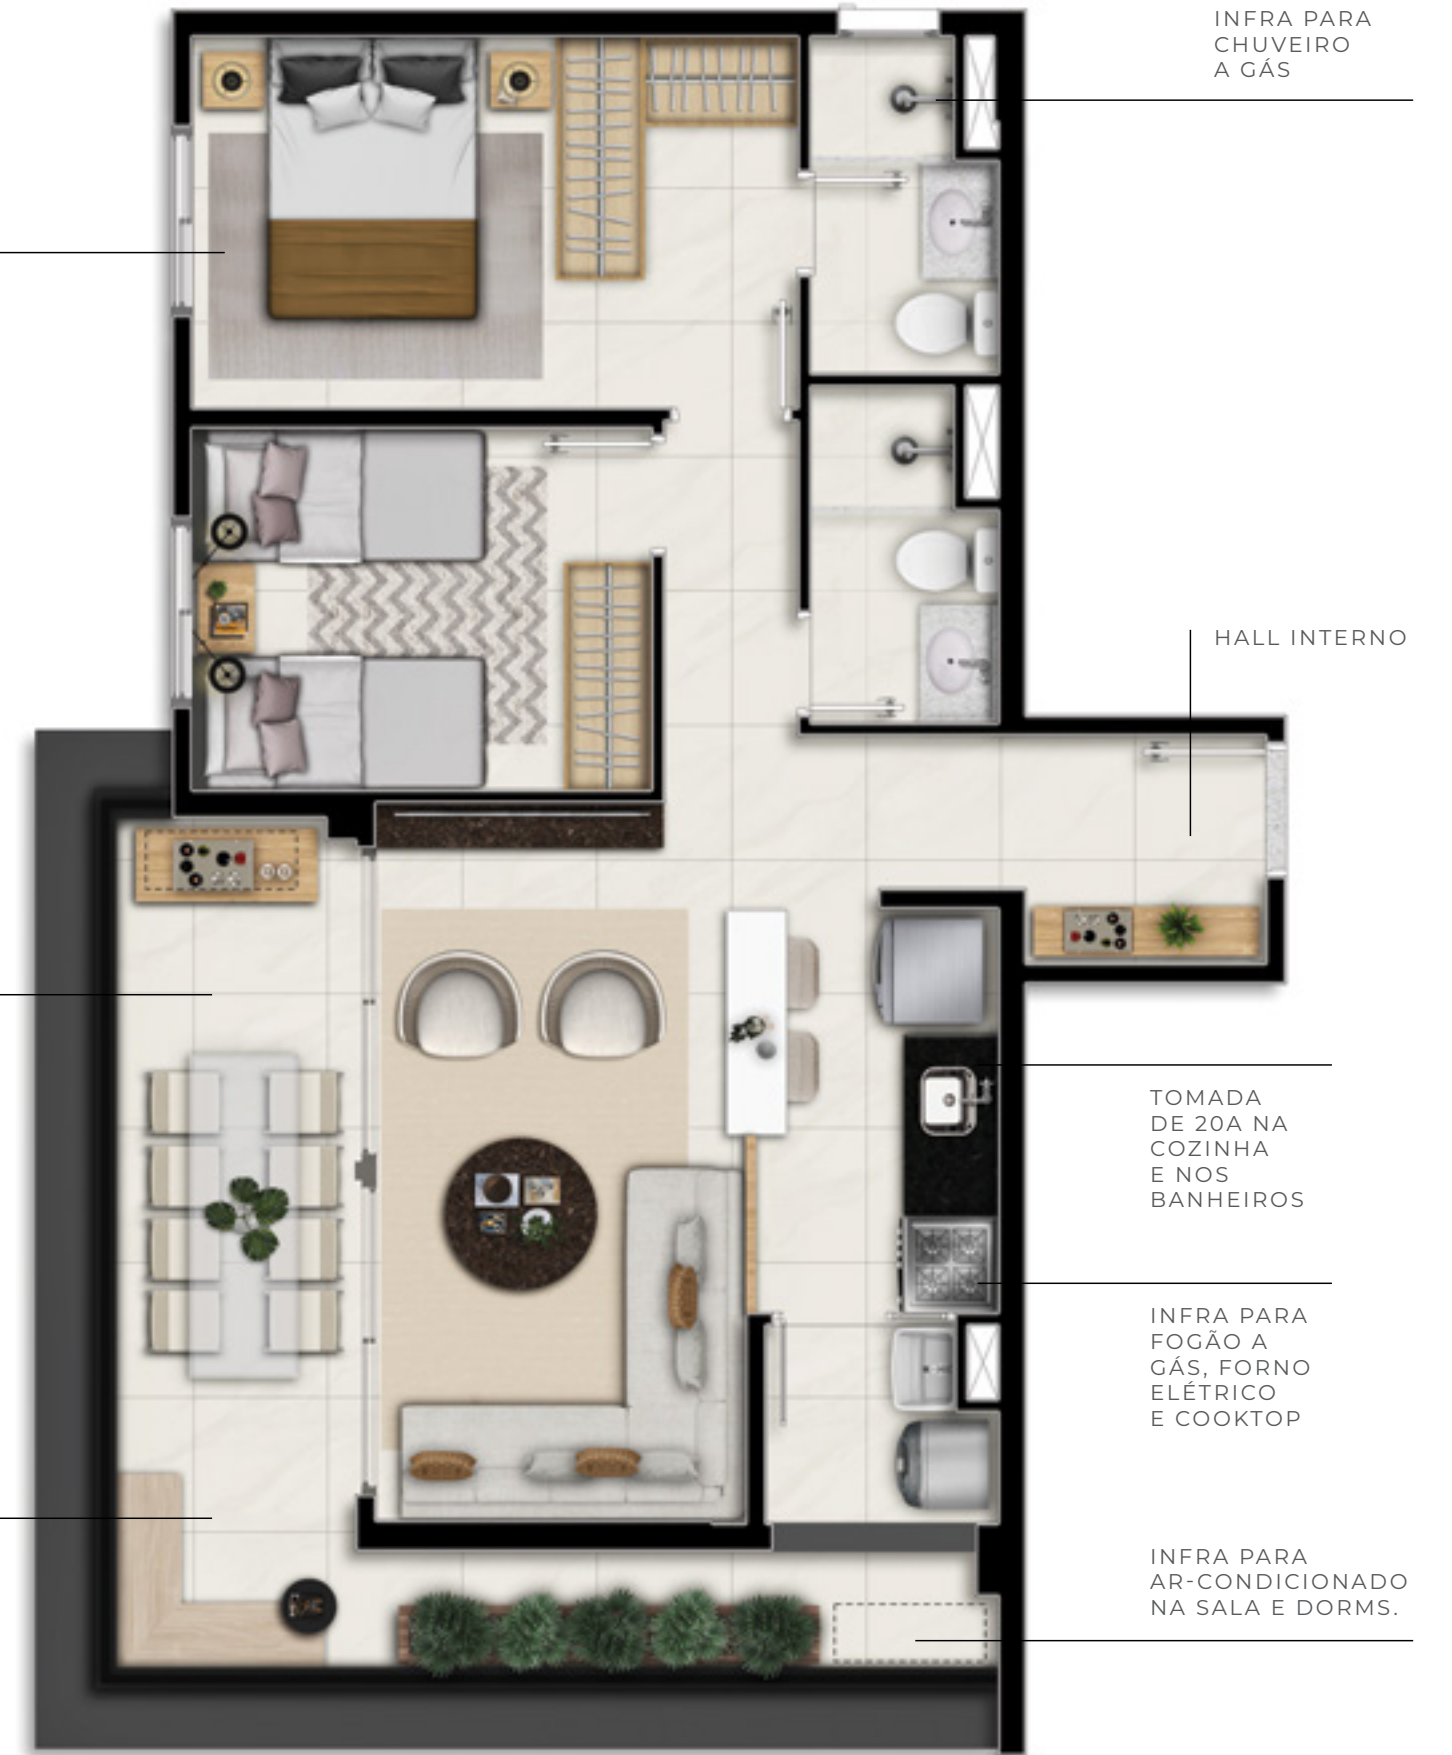 INFRA PARA
CHUVEIRO
A GÁS
HALL INTERNO
TOMADA
DE 20A NA
COZINHA
E NOS
BANHEIROS
INFRA PARA
FOGÃO A
GÁS, FORNO
ELÉTRICO
E COOKTOP
INFRA PARA
AR-CONDICIONADO
NA SALA E DORMS.